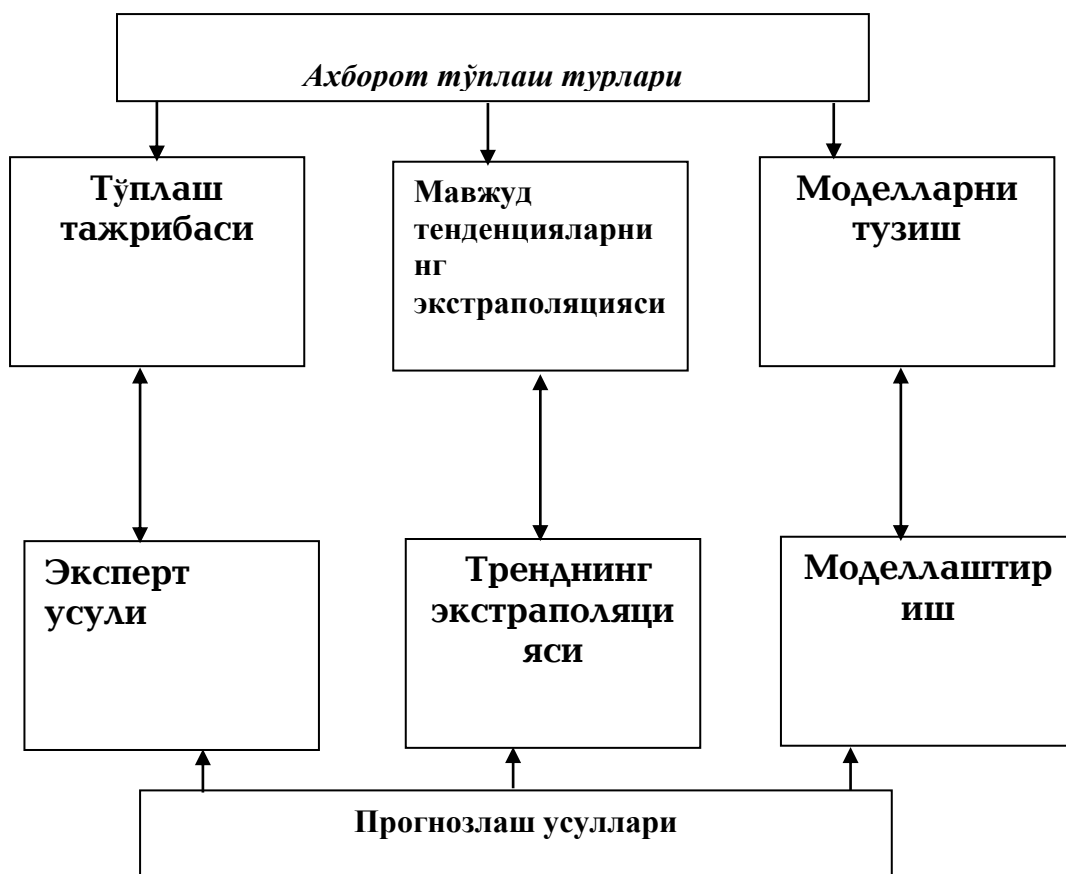 Ахборот тўплаш турлари
Тўплаш
тажрибаси
Мавжуд
тенденцияларни
нг
экстраполяцияси
Моделларни
тузиш
Эксперт
усули
Тренднинг
экстраполяци
яси
Моделлаштир
иш
Прогнозлаш усуллари